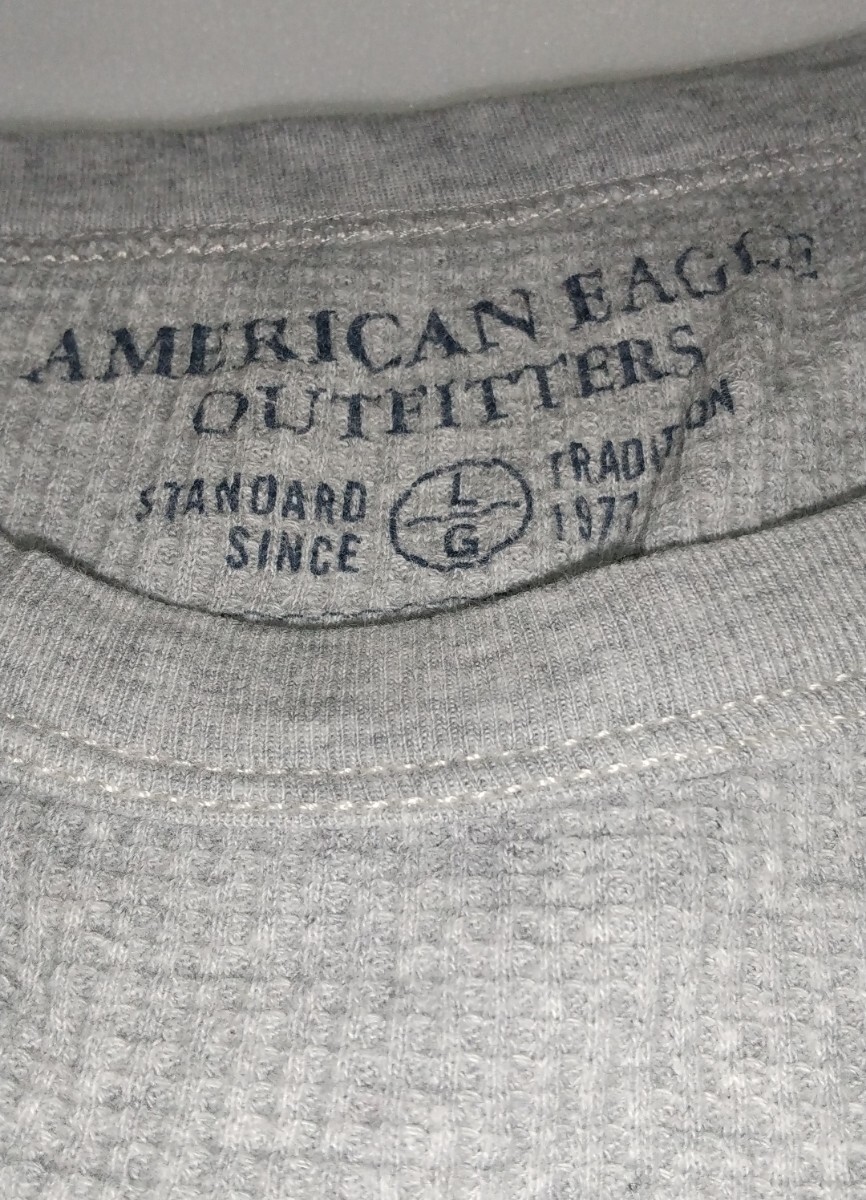 AMERICAN EAGLE
OUTFITTERS
STANDARD L TRADITION
SINCE G 1977